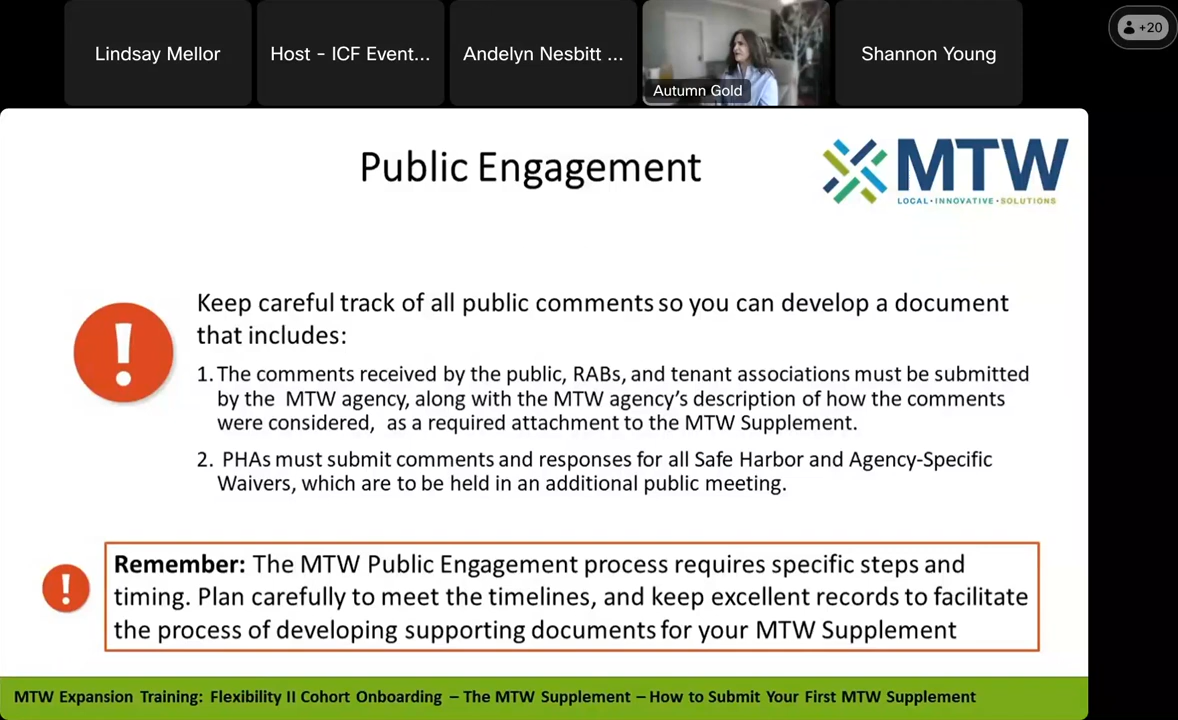 Lindsay Mellor
Host - ICF Event...
Andelyn Nesbitt ...
Autumn Gold
Shannon Young
+20
Public Engagement
MTW
LOCAL • INNOVATIVE • SOLUTIONS
Keep careful track of all public comments so you can develop a document
that includes:
1. The comments received by the public, RABs, and tenant associations must be submitted
by the MTW agency, along with the MTW agency's description of how the comments
were considered, as a required attachment to the MTW Supplement.
2. PHAs must submit comments and responses for all Safe Harbor and Agency-Specific
Waivers, which are to be held in an additional public meeting.
Remember: The MTW Public Engagement process requires specific steps and
timing. Plan carefully to meet the timelines, and keep excellent records to facilitate
the process of developing supporting documents for your MTW Supplement
MTW Expansion Training: Flexibility II Cohort Onboarding – The MTW Supplement – How to Submit Your First MTW Supplement